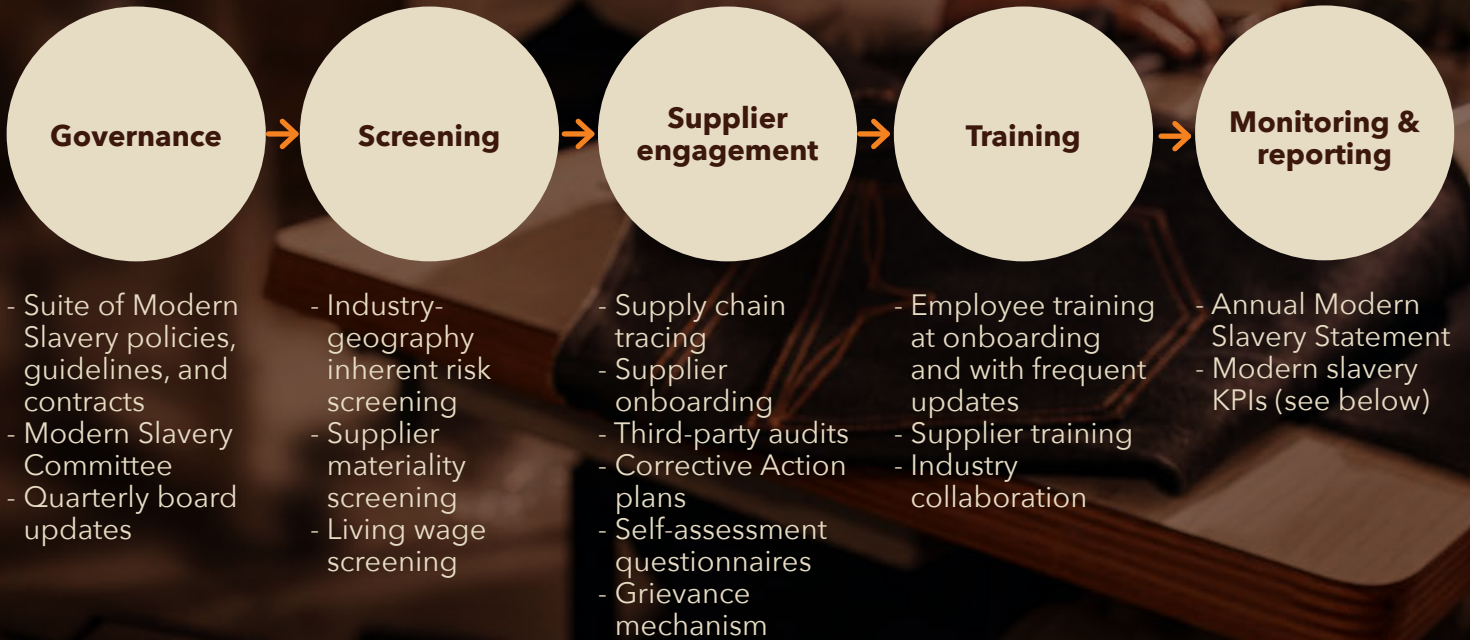 Governance
Screening
Supplier
engagement
Training
Monitoring &
reporting
- Suite of Modern
Slavery policies,
guidelines, and
contracts
- Modern Slavery
Committee
- Quarterly board
updates
- Industry-
geography
inherent risk
screening
- Supplier
materiality
screening
- Living wage
screening
- Supply chain
tracing
- Supplier
onboarding
- Third-party audits
- Corrective Action
plans
- Self-assessment
questionnaires
- Grievance
mechanism
- Employee training
at onboarding
and with frequent
updates
- Supplier training
- Industry
collaboration
- Annual Modern
Slavery Statement
- Modern slavery
KPIs (see below)